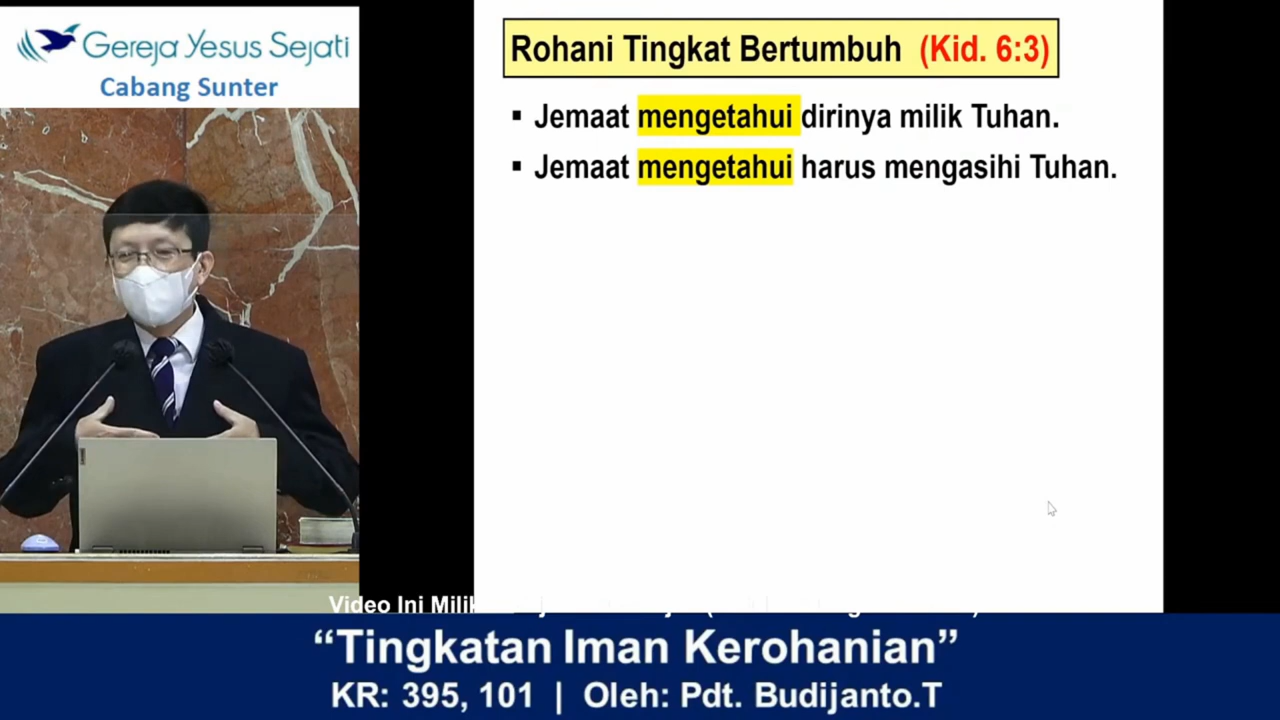 Gereja Yesus Sejati
Cabang Sunter
Rohani Tingkat Bertumbuh (Kid. 6:3)
▪ Jemaat mengetahui dirinya milik Tuhan.
▪ Jemaat mengetahui harus mengasihi Tuhan.
Video Ini Milik
“Tingkatan Iman Kerohanian”
KR: 395, 101 | Oleh: Pdt. Budijanto.T